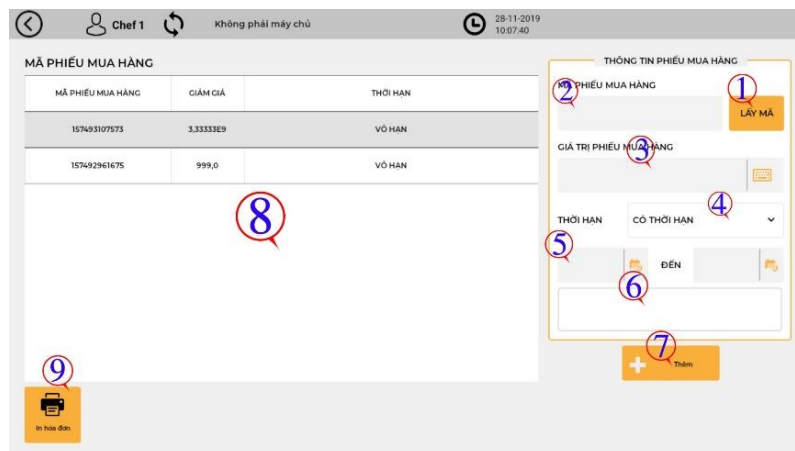 Chef 1
Không phải máy chủ
28-11-2019
10:07:40
MÃ PHIẾU MUA HÀNG
MÃ PHIẾU MUA HÀNG GIẢM GIÁ THỜI HẠN
157493107573 3,33333E9 VÔ HẠN
157492961675 999,0 VÔ HẠN
8
9
In hóa đơn
THÔNG TIN PHIẾU MUA HÀNG
MÃ PHIẾU MUA HÀNG
2
1
LẤY MÃ
GIÁ TRỊ PHIẾU MUA HÀNG
3
4
THỜI HẠN CÓ THỜI HẠN
5
ĐẾN
6
7
Thêm